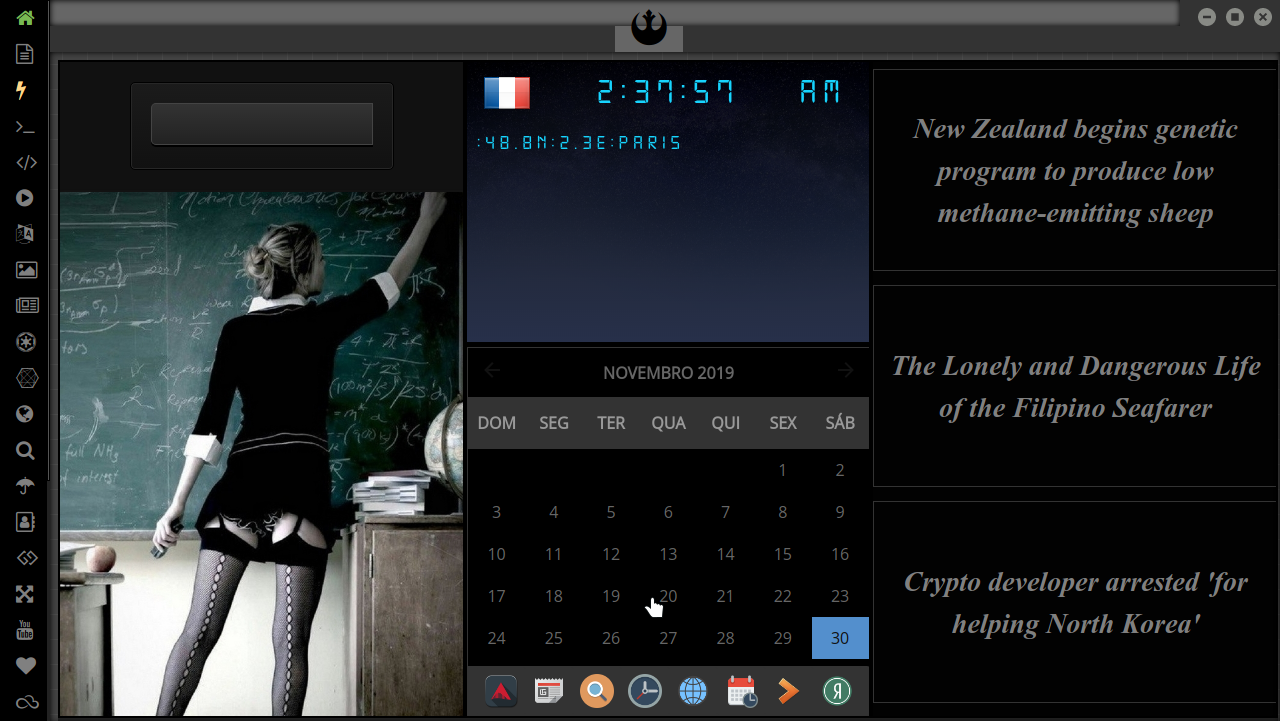 2:37:57 AM
:48.8N:2.3E:PARIS
New Zealand begins genetic
program to produce low
methane-emitting sheep
The Lonely and Dangerous Life
of the Filipino Seafarer
Crypto developer arrested 'for
helping North Korea'
NOVEMBRO 2019
DOM SEG TER QUA QUI SEX SÁB
1 2
3 4 5 6 7 8 9
10 11 12 13 14 15 16
17 18 19 20 21 22 23
24 25 26 27 28 29 30
You
Tube